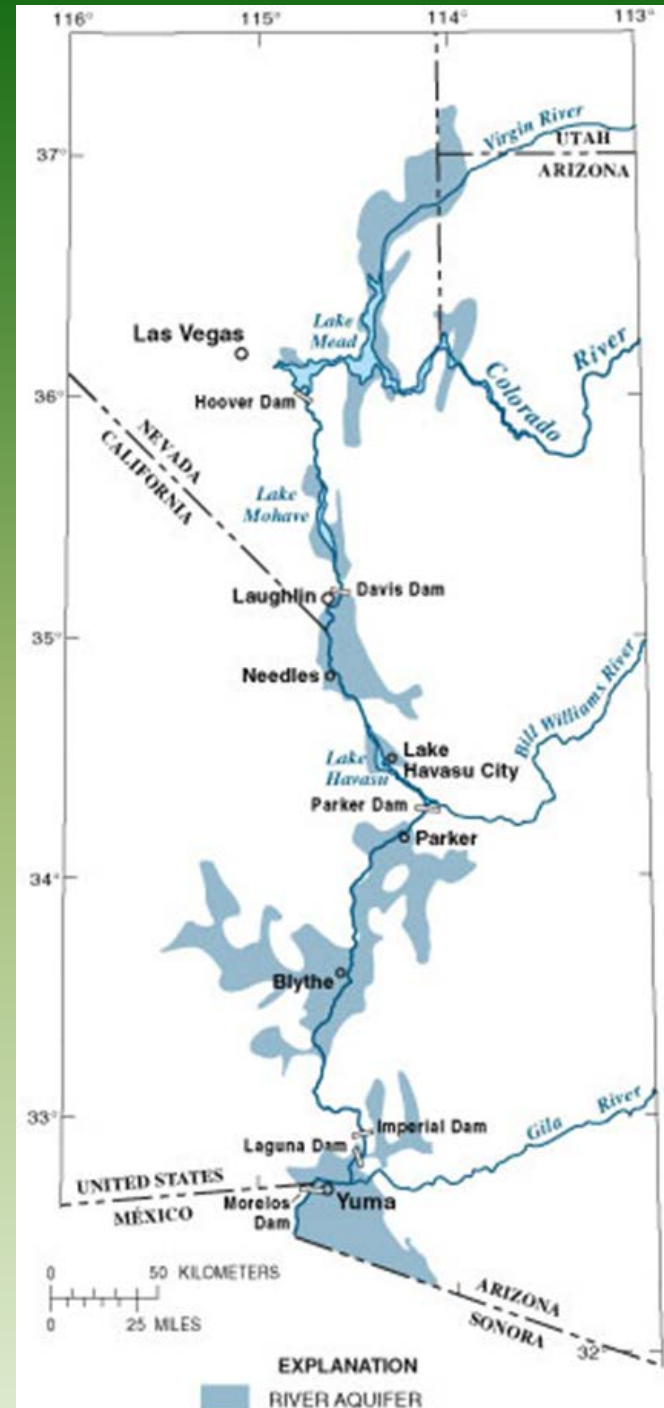 116°
115°
114°
113°
Virgin River
UTAH
37°
ARIZONA
Lake
Mead
Las Vegas
River
Colorado
36°
Hoover Dam
NEVADA
CALIFORNIA
Lake
Mohave
Laughlin
Davis Dam
35°
Needles
Bill Williams River
Lake
Havasu City
Lake
Havasu
Parker Dam
Parker
34°
Blythe
33°
Imperial Dam
Gila River
Laguna Dam
UNITED STATES
MÉXICO
Morelos
Dam
Yuma
0 50 KILOMETERS
0 25 MILES
ARIZONA
SONORA
32°
EXPLANATION
RIVER AQUIFER